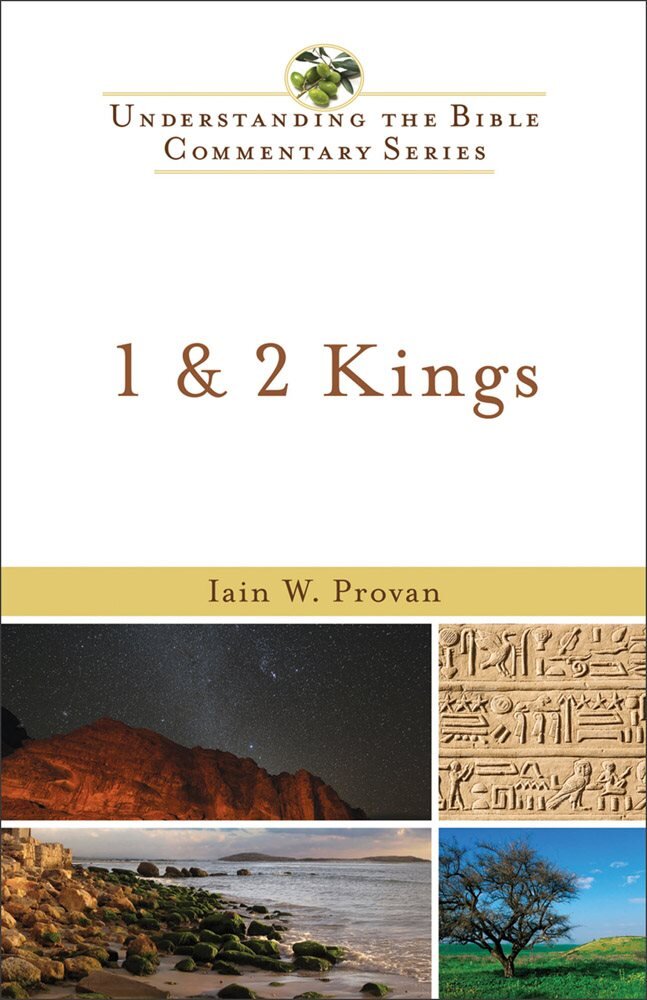 Understanding the Bible
Commentary Series
1 & 2 Kings
Iain W. Provan